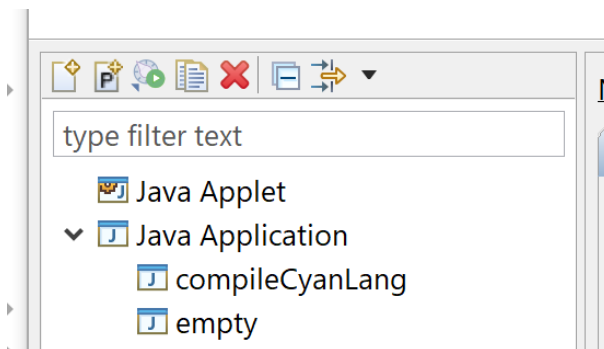 type filter text
Java Applet
Java Application
compileCyanLang
empty